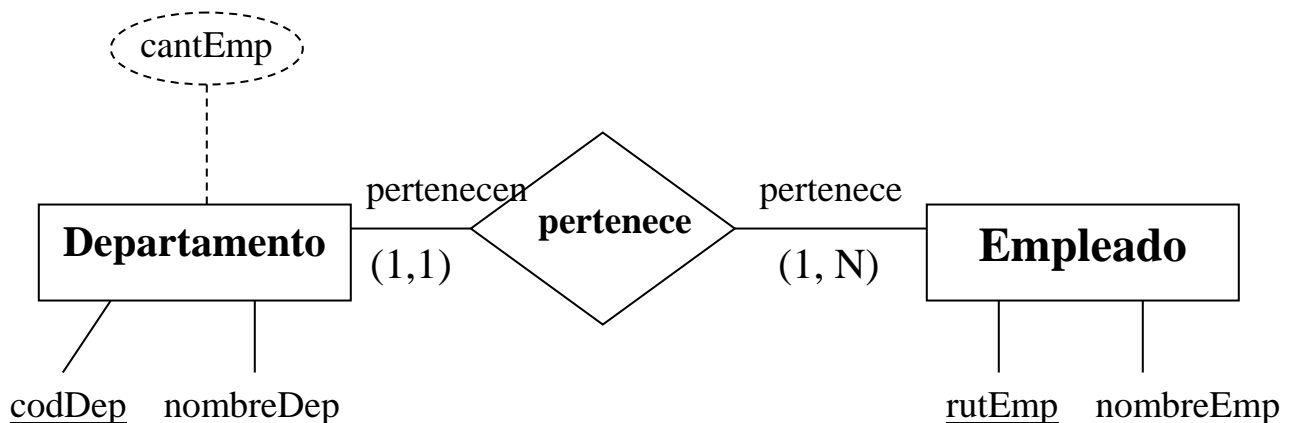 cantEmp
pertenecen
pertenece
pertenece
Departamento
Empleado
(1,1)
(1, N)
codDep
nombreDep
rutEmp
nombreEmp